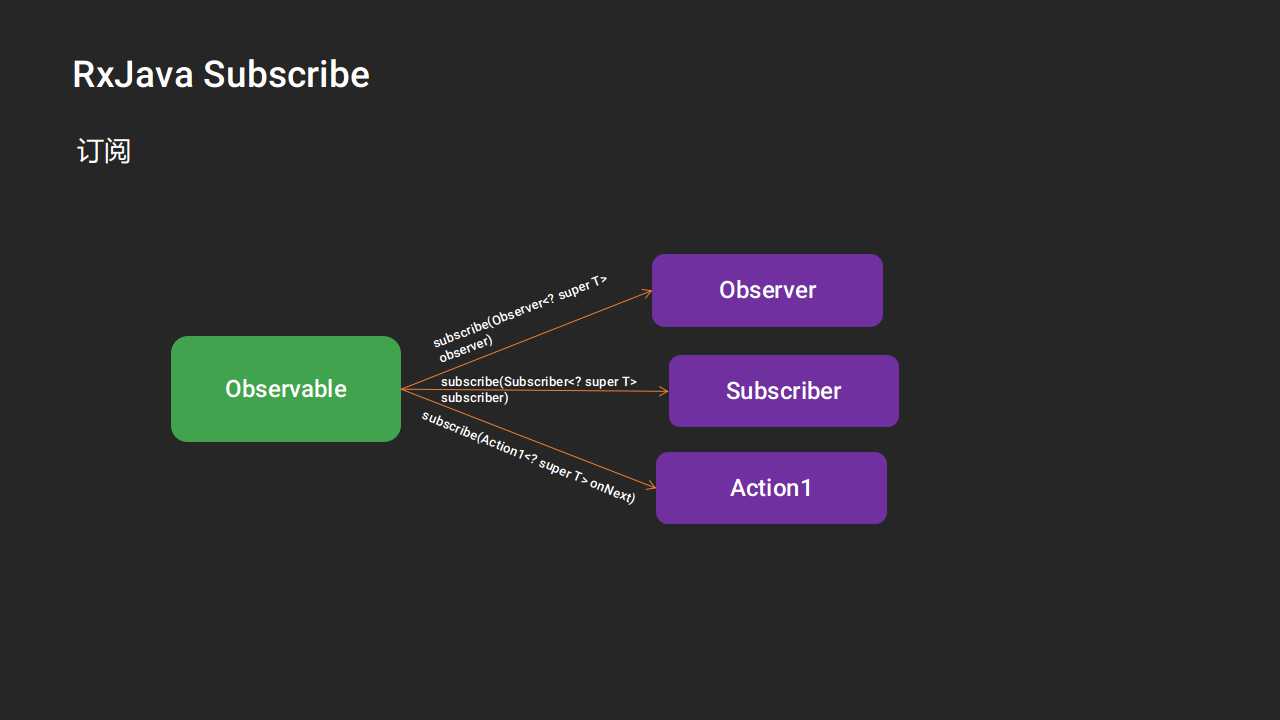 RxJava Subscribe
订阅
Observable
subscribe(Observer<? super T>
observer)
subscribe(Subscriber<? super T>
subscriber)
subscribe(Action1<? super T> onNext)
Observer
Subscriber
Action1